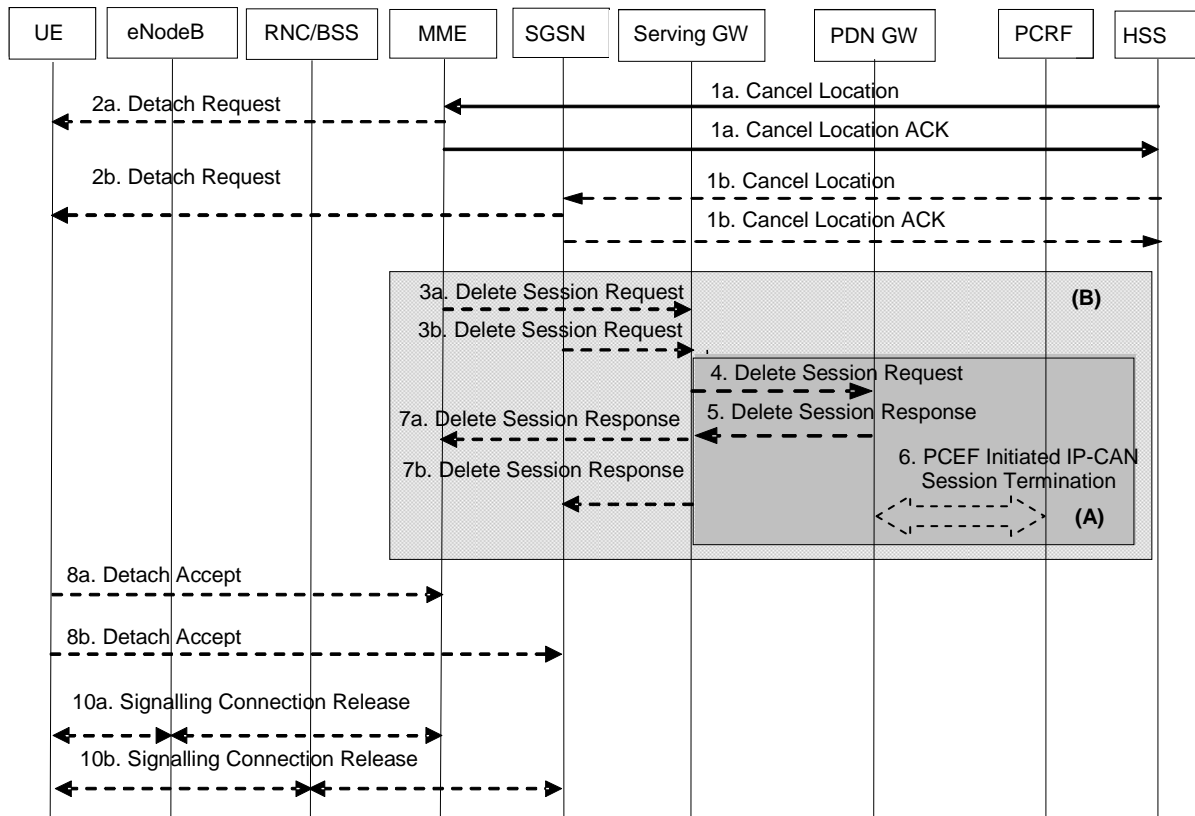 UE
eNodeB
RNC/BSS
MME
SGSN
Serving GW
PDN GW
PCRF
HSS
1a. Cancel Location
2a. Detach Request
1a. Cancel Location ACK
2b. Detach Request
1b. Cancel Location
1b. Cancel Location ACK
3a. Delete Session Request
(B)
3b. Delete Session Request
4. Delete Session Request
7a. Delete Session Response
5. Delete Session Response
7b. Delete Session Response
6. PCEF Initiated IP-CAN
Session Termination
(A)
8a. Detach Accept
8b. Detach Accept
10a. Signalling Connection Release
10b. Signalling Connection Release